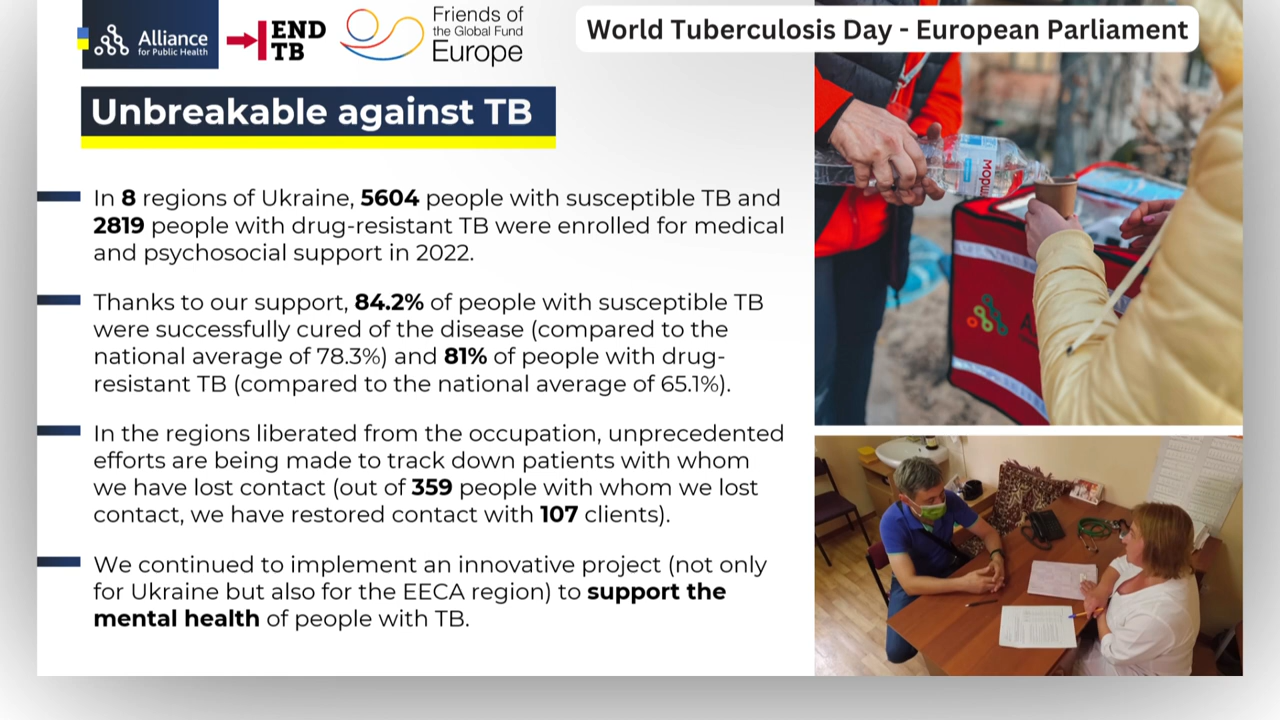 Alliance
for Public Health
END
TB
Friends of
the Global Fund
Europe
World Tuberculosis Day - European Parliament
Unbreakable against TB
In 8 regions of Ukraine, 5604 people with susceptible TB and
2819 people with drug-resistant TB were enrolled for medical
and psychosocial support in 2022.
Thanks to our support, 84.2% of people with susceptible TB
were successfully cured of the disease (compared to the
national average of 78.3%) and 81% of people with drug-
resistant TB (compared to the national average of 65.1%).
In the regions liberated from the occupation, unprecedented
efforts are being made to track down patients with whom
we have lost contact (out of 359 people with whom we lost
contact, we have restored contact with 107 clients).
We continued to implement an innovative project (not only
for Ukraine but also for the EECA region) to support the
mental health of people with TB.